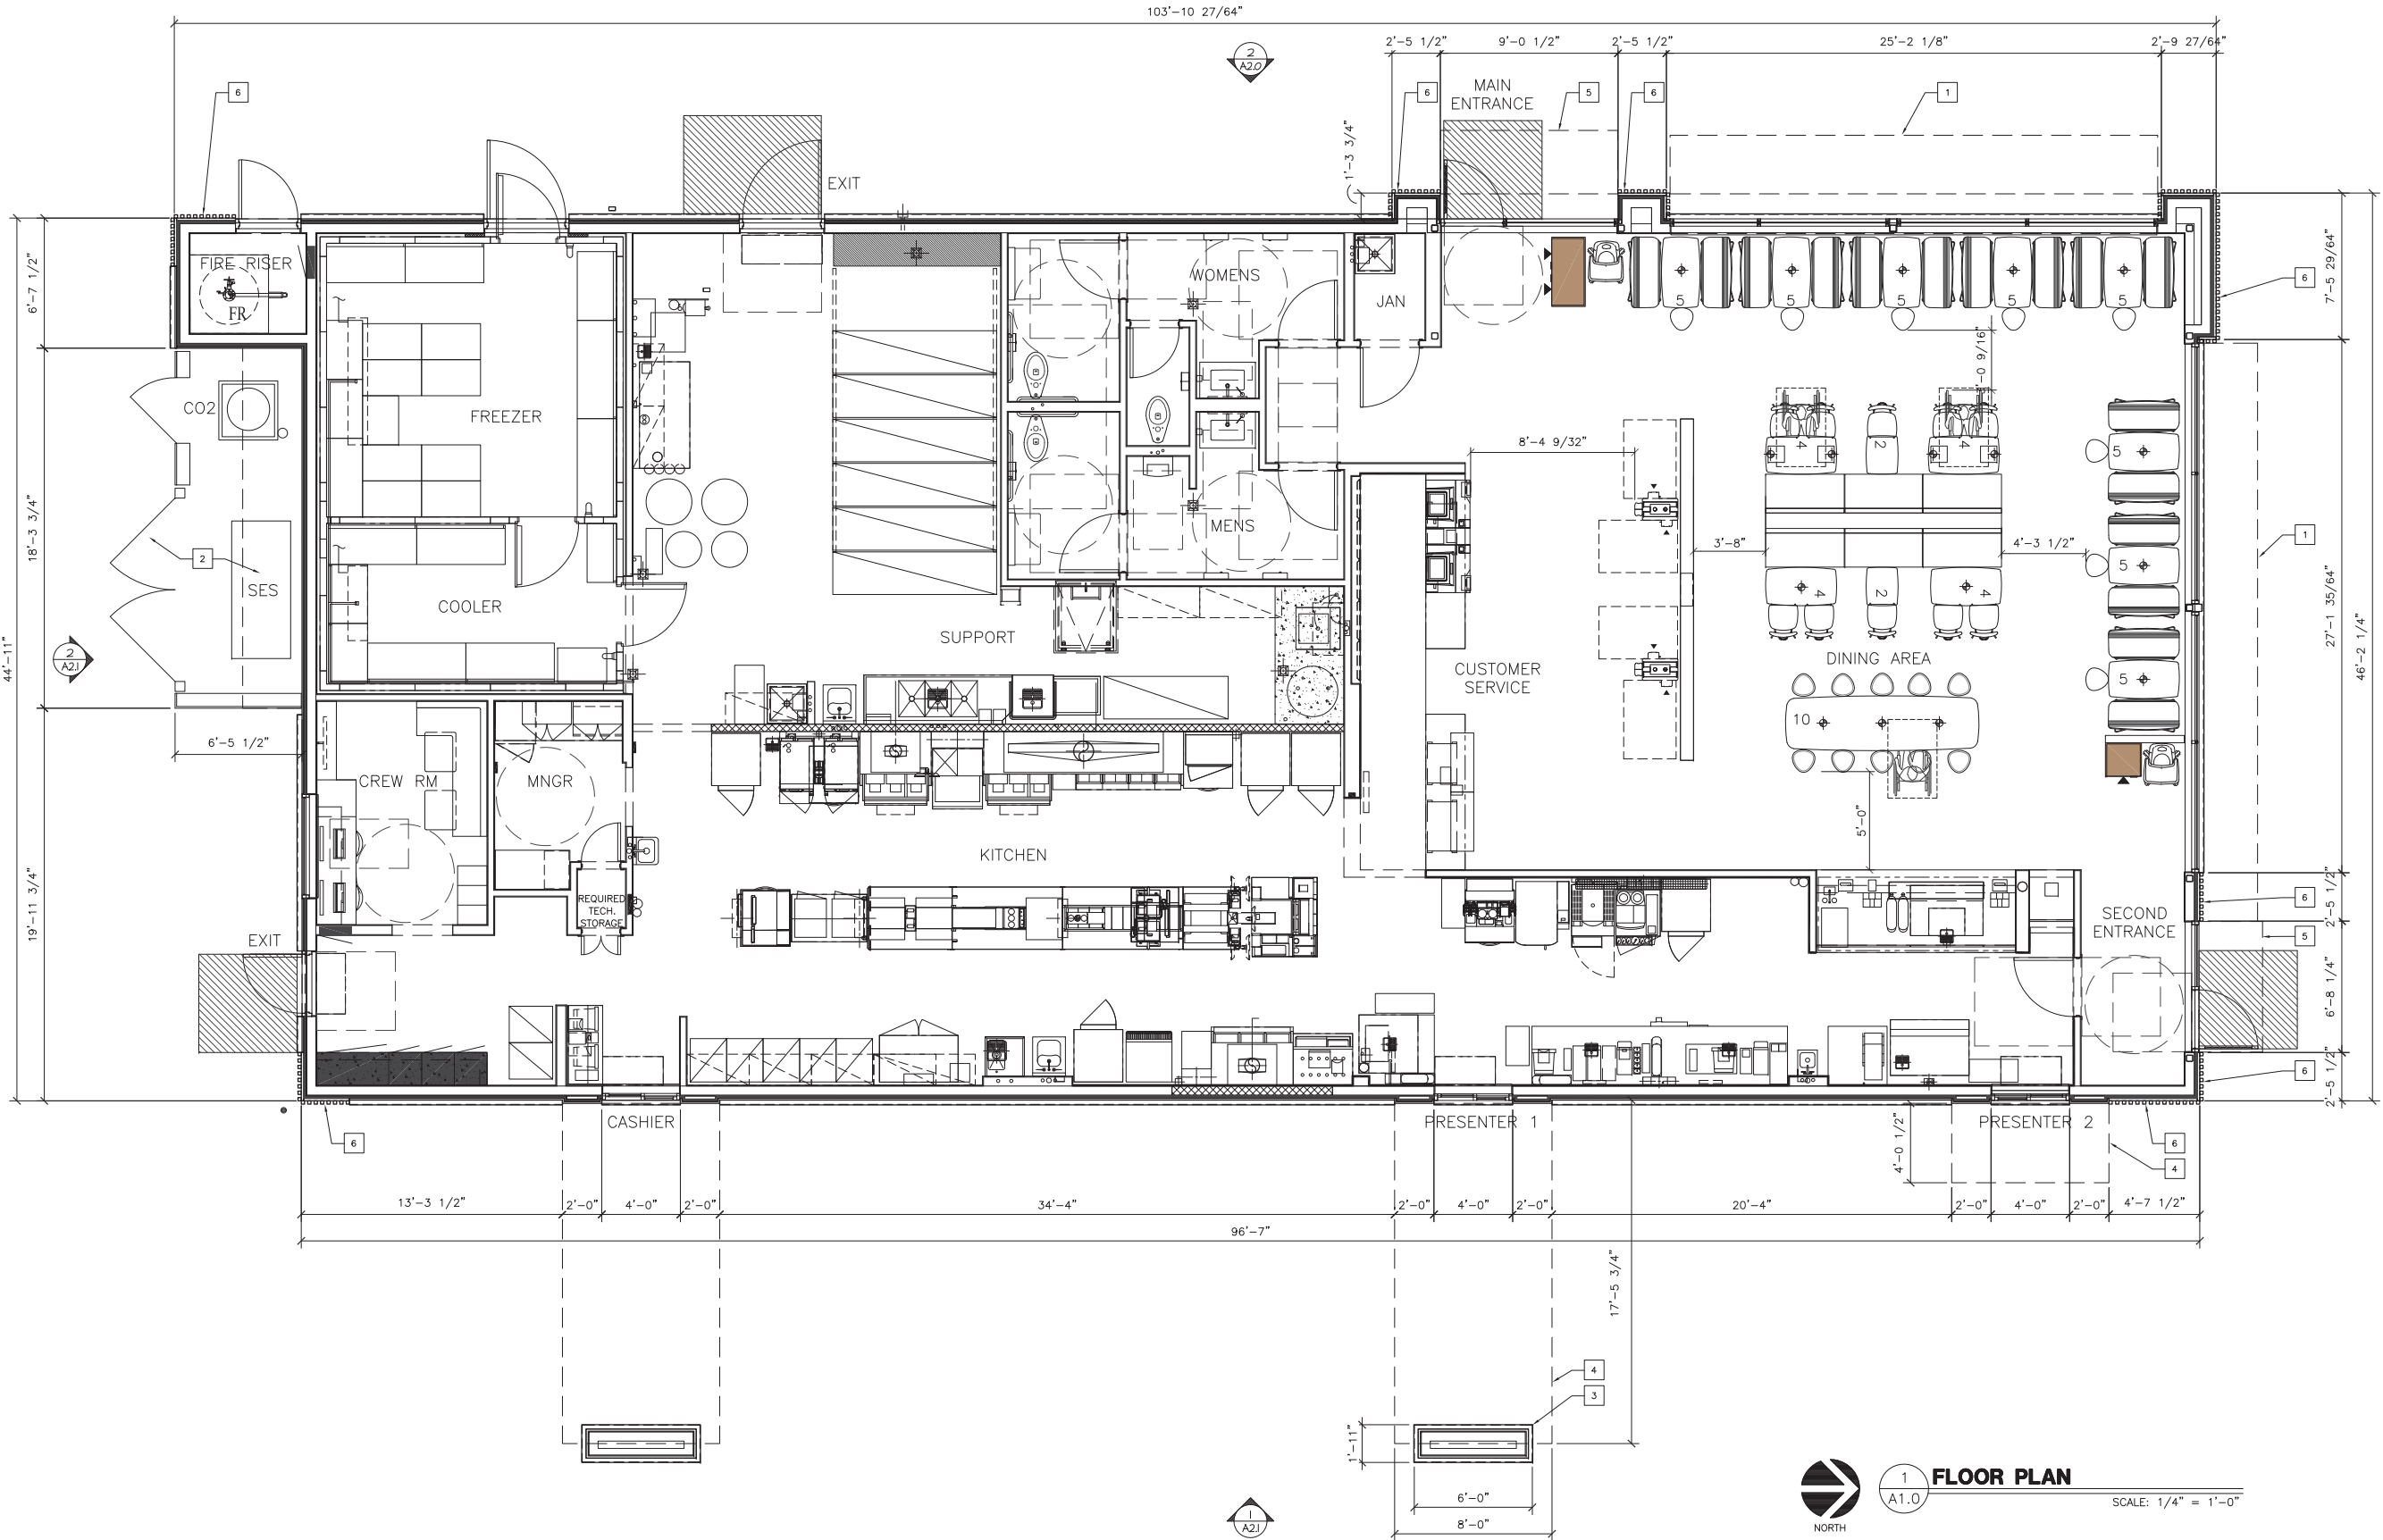 103'-10 27/64"
2'-5 1/2"
9'-0 1/2"
2'-5 1/2"
25'-2 1/8"
2'-9 27/64"
2
A2.0
6
6
MAIN
ENTRANCE
5
6
1
1'-3 3/4"
EXIT
FIRE RISER
FR
WOMENS
JAN
5
5
5
5
5
6
6'-7 1/2"
7'-5 29/64"
CO2
FREEZER
8
8'-4 9/32"
4
2
4
5
18'-3 3/4"
2
SES
MENS
3'-8"
4'-3 1/2"
5
1
COOLER
4
2
4
27'-1 35/64"
46'-2 1/4"
44'-11"
2
A2.1
SUPPORT
CUSTOMER
SERVICE
DINING AREA
5
10
6'-5 1/2"
CREW RM
MNGR
5'-0"
KITCHEN
19'-11 3/4"
REQUIRED
TECH.
STORAGE
SECOND
ENTRANCE
6
2'-5 1/2"
5
EXIT
6'-8 1/4"
6
2'-5 1/2"
6
CASHIER
PRESENTER 1
PRESENTER 2
4'-0 1/2"
6
4
13'-3 1/2"
2'-0"
4'-0"
2'-0"
34'-4"
2'-0"
4'-0"
2'-0"
20'-4"
2'-0"
4'-0"
2'-0"
4'-7 1/2"
96'-7"
17'-5 3/4"
4
3
1'-11"
6'-0"
8'-0"
1
A2.1
NORTH
1
A1.0
FLOOR PLAN
SCALE: 1/4" = 1'-0"